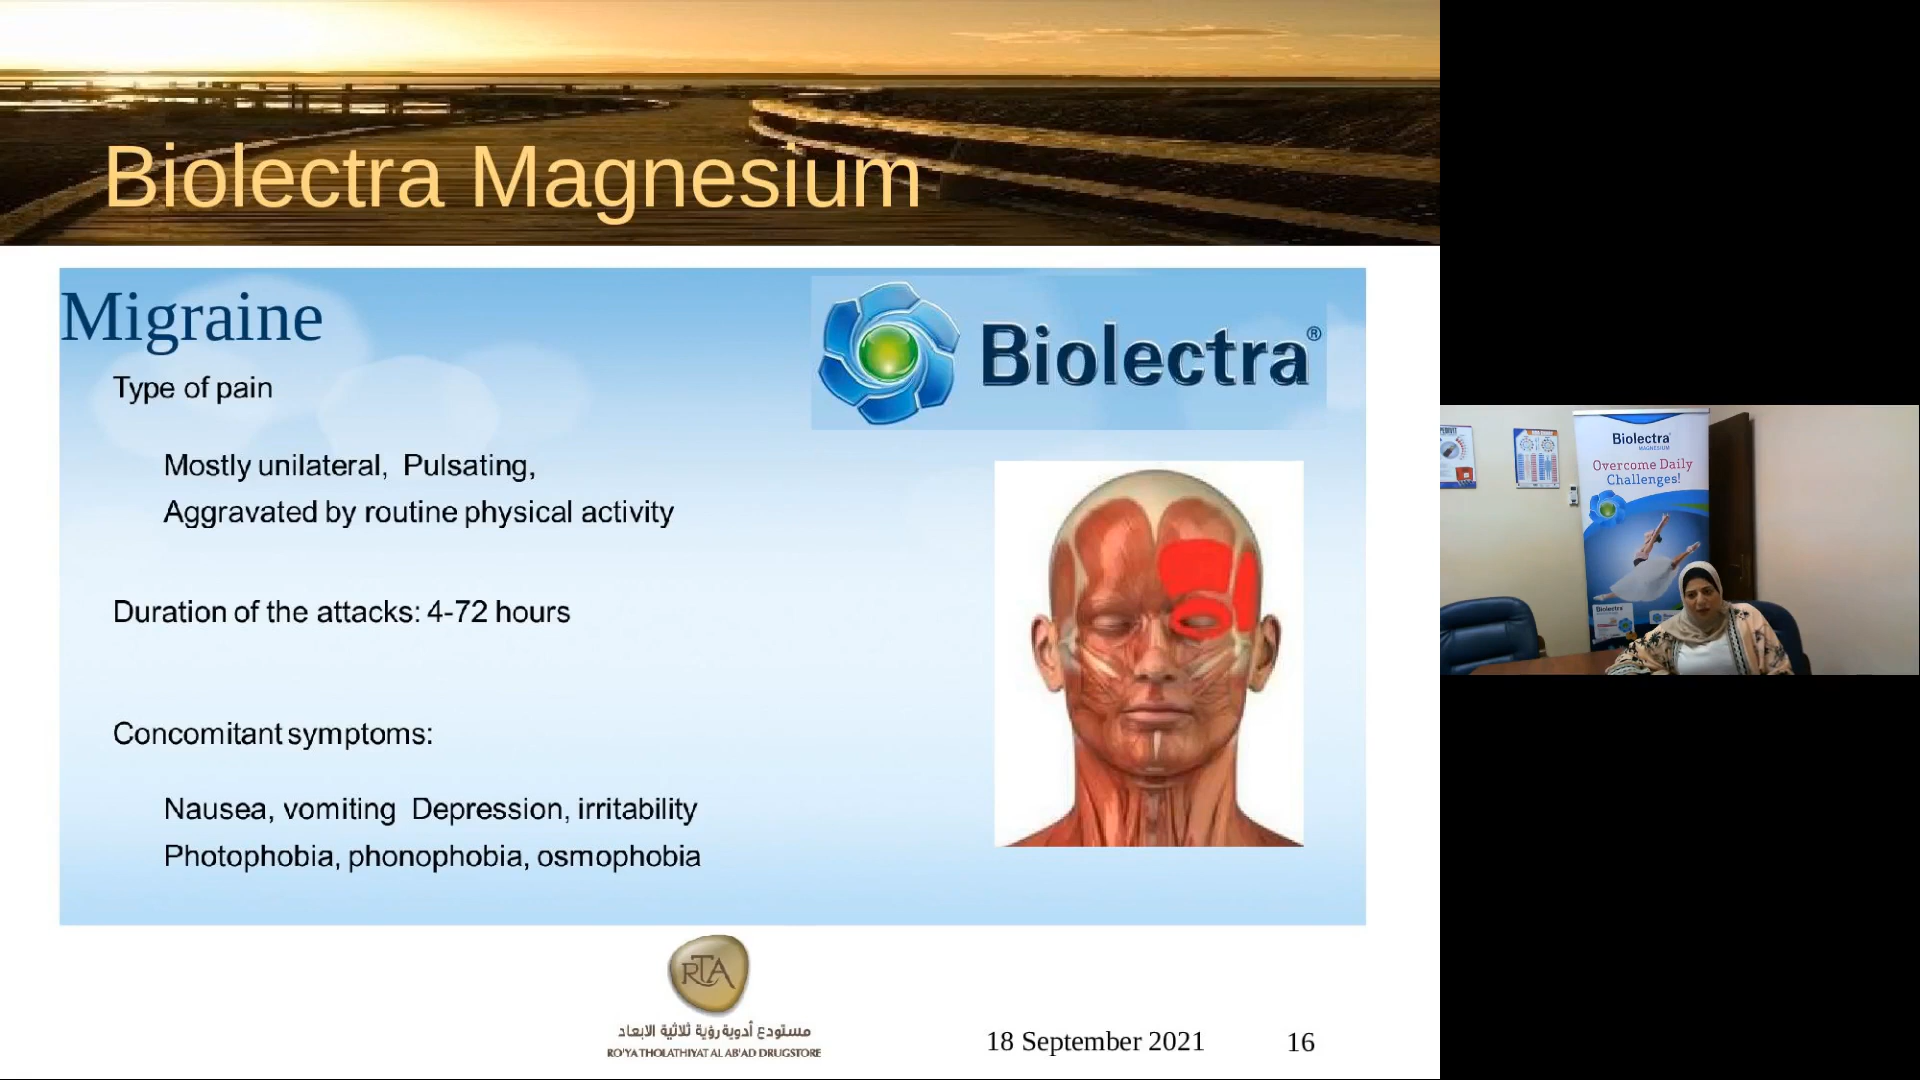 Biolectra Magnesium
Migraine
Biolectra®
Type of pain
Mostly unilateral, Pulsating,
Aggravated by routine physical activity
Duration of the attacks: 4-72 hours
Concomitant symptoms:
Nausea, vomiting Depression, irritability
Photophobia, phonophobia, osmophobia
RTA
مستودع أدوية رؤية ثلاثية الابعاد
RO'YA THOLATHIYAT AL AB'AD DRUGSTORE
18 September 2021
16
Biolectra
MAGNESIUM
Overcome Daily
Challenges!
Biolectra